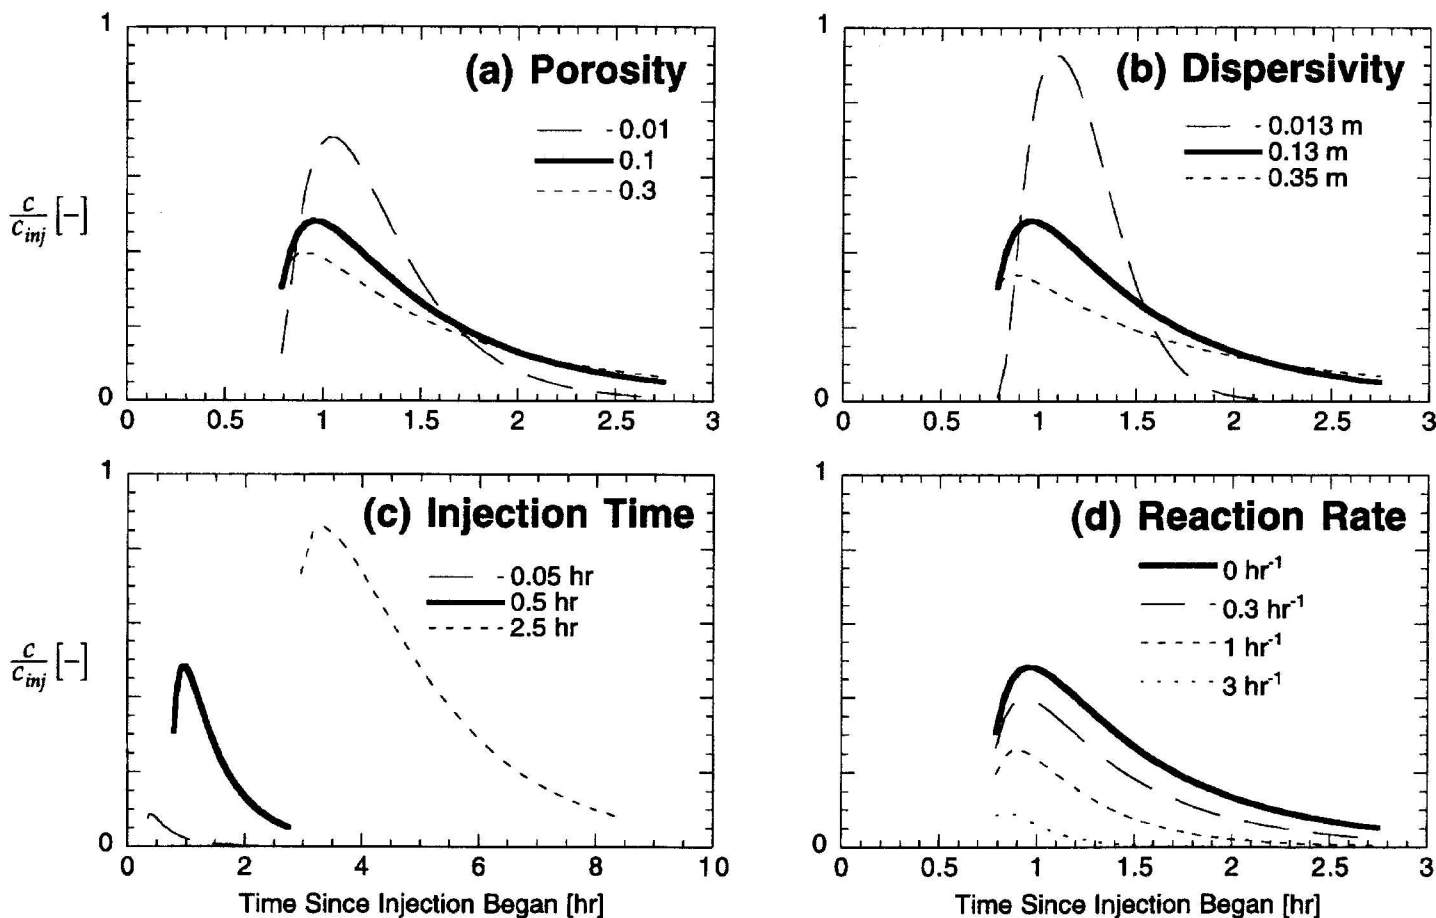 (a) Porosity
0.01
0.1
0.3
1
c/c_inj [–]
0
0 0.5 1 1.5 2 2.5 3
(b) Dispersivity
0.013 m
0.13 m
0.35 m
1
0
0 0.5 1 1.5 2 2.5 3
(c) Injection Time
0.05 hr
0.5 hr
2.5 hr
1
c/c_inj [–]
0
0 2 4 6 8 10
Time Since Injection Began [hr]
(d) Reaction Rate
0 hr⁻¹
0.3 hr⁻¹
1 hr⁻¹
3 hr⁻¹
1
0
0 0.5 1 1.5 2 2.5 3
Time Since Injection Began [hr]